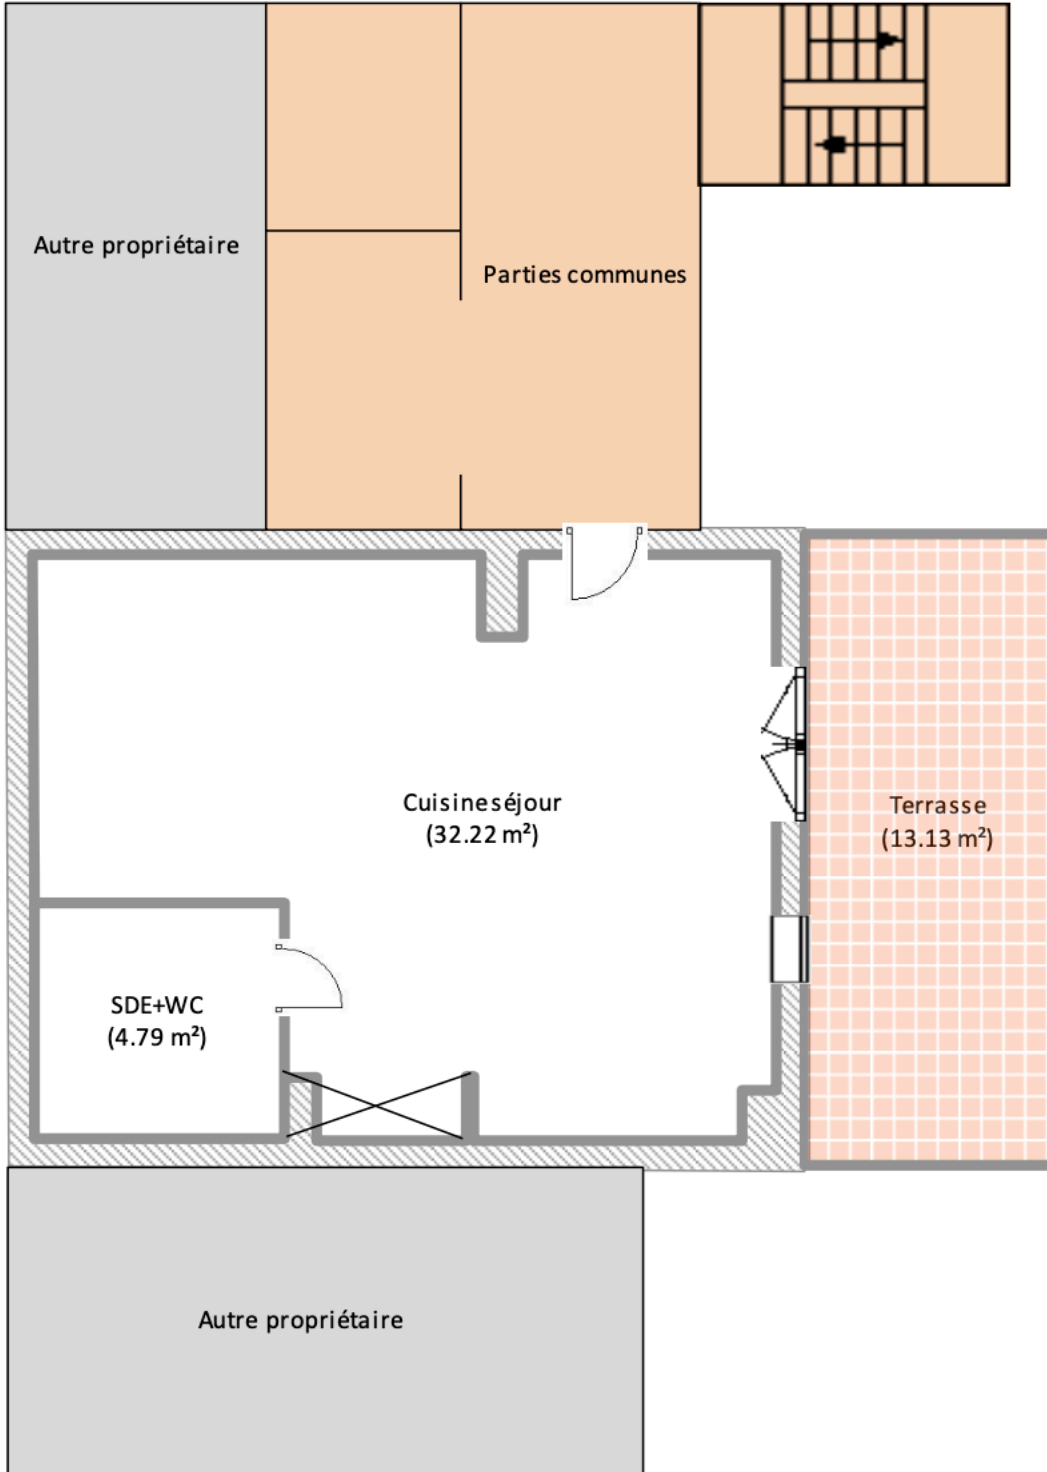 Autre propriétaire
Parties communes
Cuisine séjour
(32.22 m²)
Terrasse
(13.13 m²)
SDE+WC
(4.79 m²)
Autre propriétaire